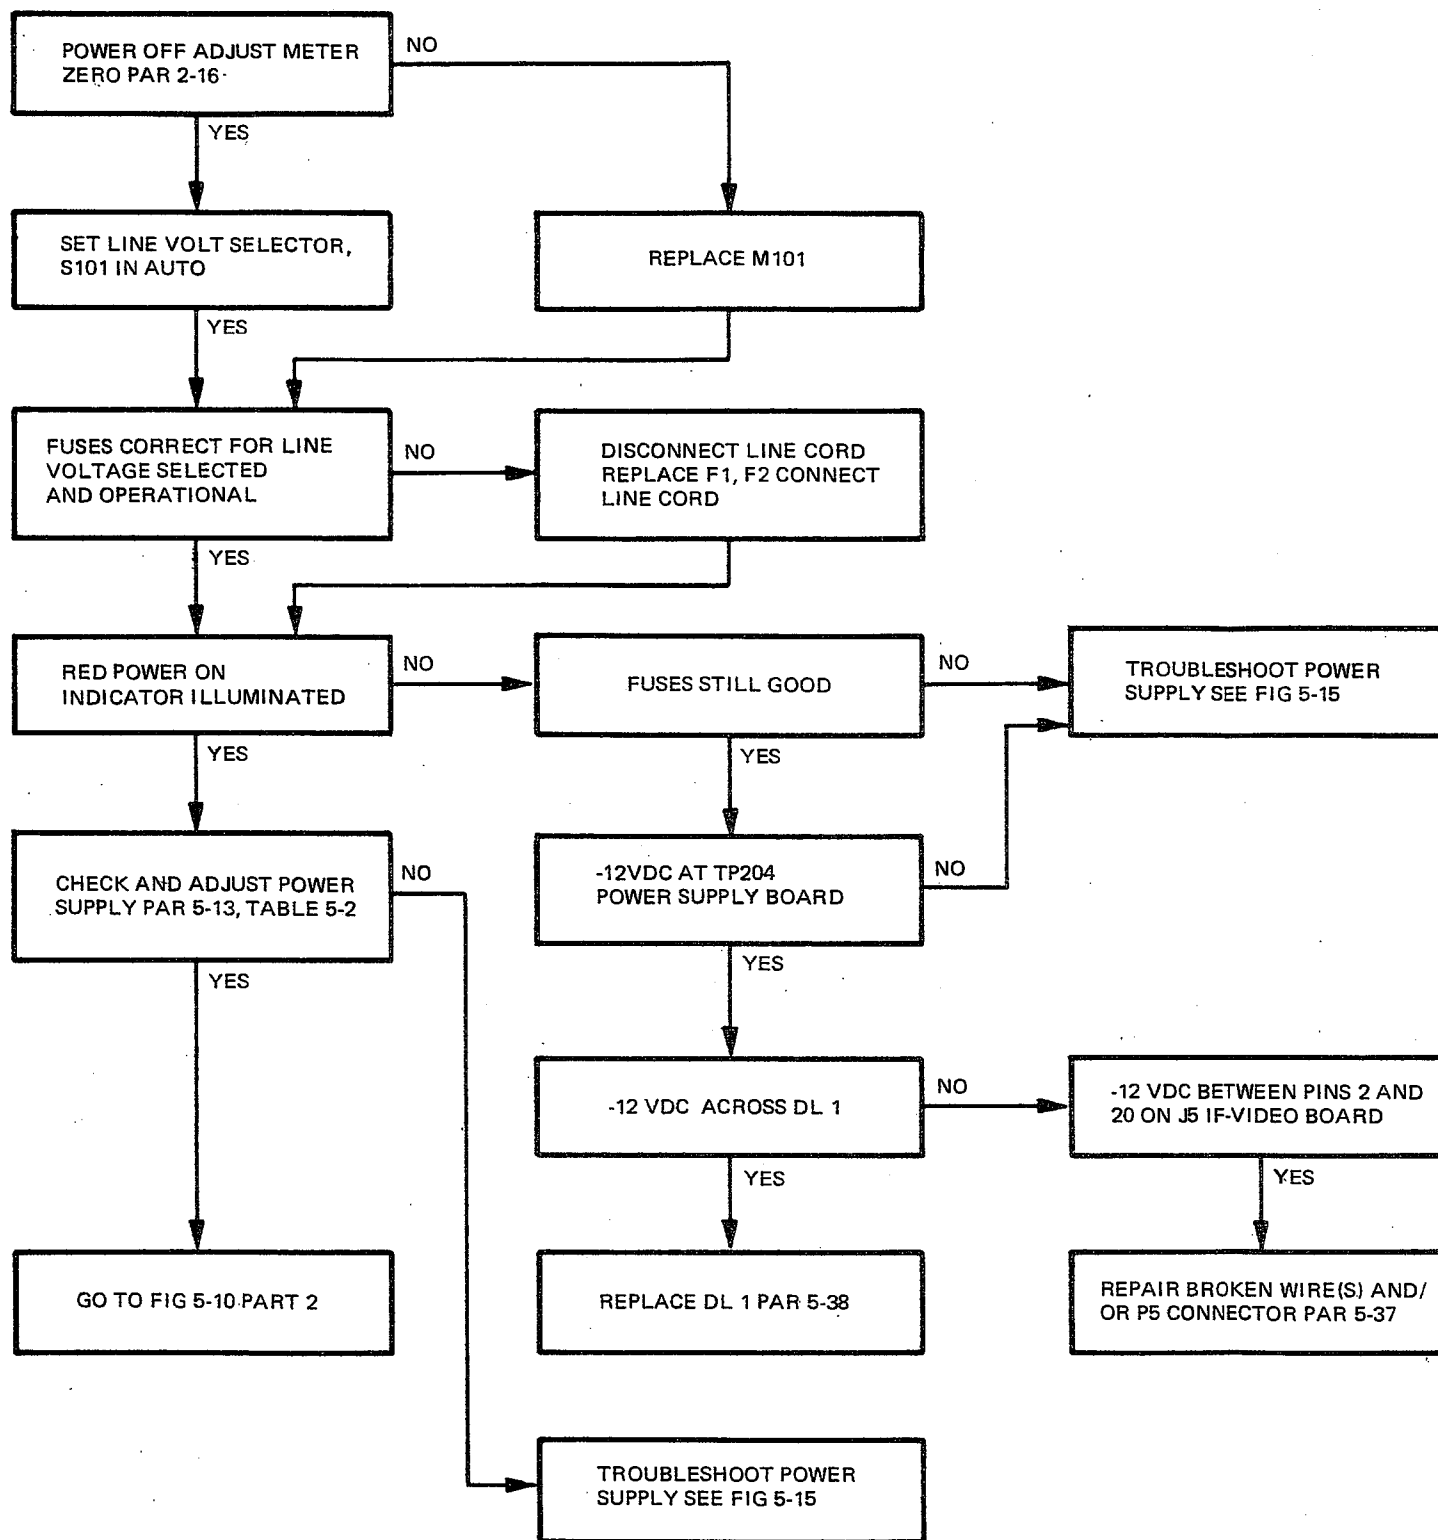 POWER OFF ADJUST METER
ZERO PAR 2-16
NO
YES
SET LINE VOLT SELECTOR,
S101 IN AUTO
REPLACE M101
YES
FUSES CORRECT FOR LINE
VOLTAGE SELECTED
AND OPERATIONAL
NO
DISCONNECT LINE CORD
REPLACE F1, F2 CONNECT
LINE CORD
YES
RED POWER ON
INDICATOR ILLUMINATED
NO
FUSES STILL GOOD
NO
TROUBLESHOOT POWER
SUPPLY SEE FIG 5-15
YES
YES
CHECK AND ADJUST POWER
SUPPLY PAR 5-13, TABLE 5-2
NO
-12VDC AT TP204
POWER SUPPLY BOARD
NO
YES
YES
-12 VDC ACROSS DL 1
NO
-12 VDC BETWEEN PINS 2 AND
20 ON J5 IF-VIDEO BOARD
YES
YES
GO TO FIG 5-10 PART 2
REPLACE DL 1 PAR 5-38
REPAIR BROKEN WIRE(S) AND/
OR P5 CONNECTOR PAR 5-37
TROUBLESHOOT POWER
SUPPLY SEE FIG 5-15